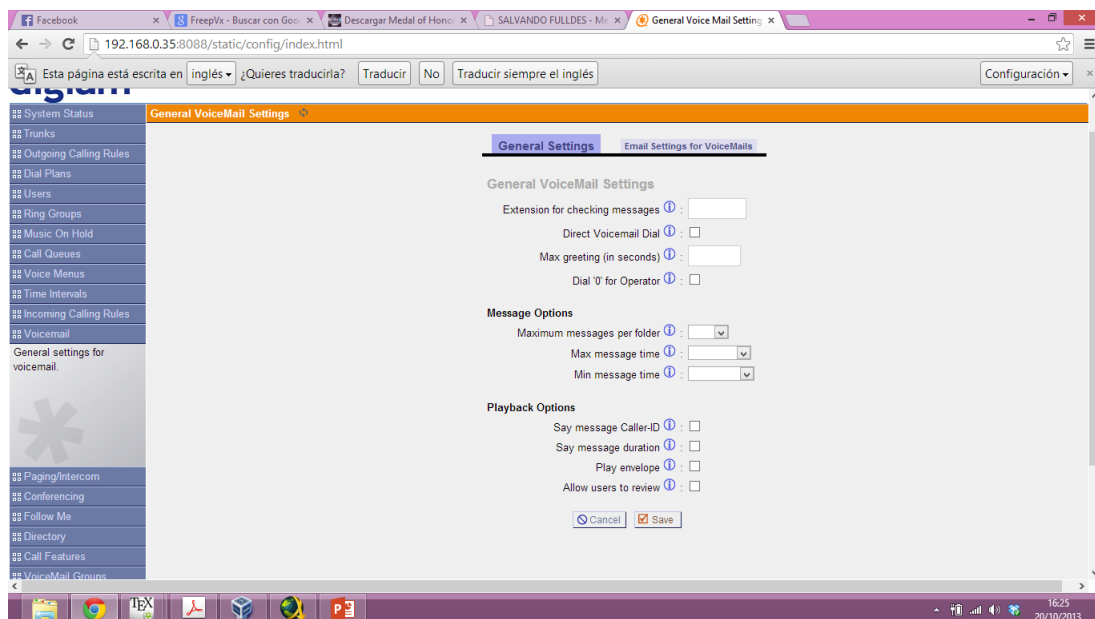 Facebook
FreepVx - Buscar con Goo
Descargar Medal of Honor
SALVANDO FULLDES - Me
General Voice Mail Setting
192.168.0.35:8088/static/config/index.html
Esta página está escrita en inglés ¿Quieres traducirla? Traducir No Traducir siempre el inglés Configuración
digium
System Status
Trunks
Outgoing Calling Rules
Dial Plans
Users
Ring Groups
Music On Hold
Call Queues
Voice Menus
Time Intervals
Incoming Calling Rules
Voicemail
General settings for
voicemail.
Paging/Intercom
Conferencing
Follow Me
Directory
Call Features
VoiceMail Groups
General VoiceMail Settings
General Settings Email Settings for VoiceMails
General VoiceMail Settings
Extension for checking messages :
Direct Voicemail Dial :
Max greeting (in seconds) :
Dial '0' for Operator :
Message Options
Maximum messages per folder :
Max message time :
Min message time :
Playback Options
Say message Caller-ID :
Say message duration :
Play envelope :
Allow users to review :
Cancel Save
TEX
P
16:25
20/10/2013